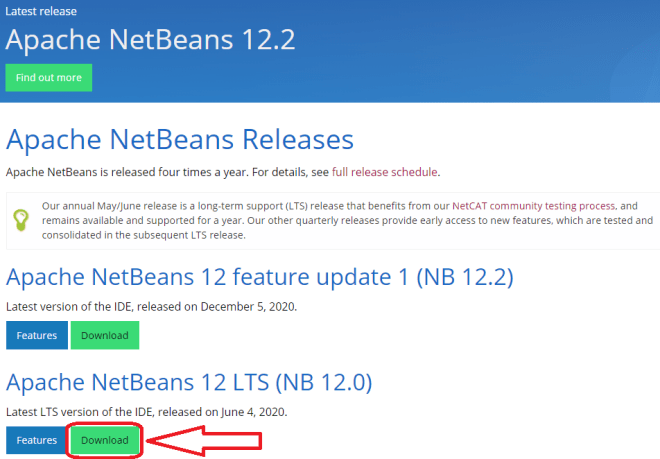 Latest release
Apache NetBeans 12.2
Find out more
Apache NetBeans Releases
Apache NetBeans is released four times a year. For details, see full release schedule.
Our annual May/June release is a long-term support (LTS) release that benefits from our NetCAT community testing process, and
remains available and supported for a year. Our other quarterly releases provide early access to new features, which are tested and
consolidated in the subsequent LTS release.
Apache NetBeans 12 feature update 1 (NB 12.2)
Latest version of the IDE, released on December 5, 2020.
Features Download
Apache NetBeans 12 LTS (NB 12.0)
Latest LTS version of the IDE, released on June 4, 2020.
Features Download